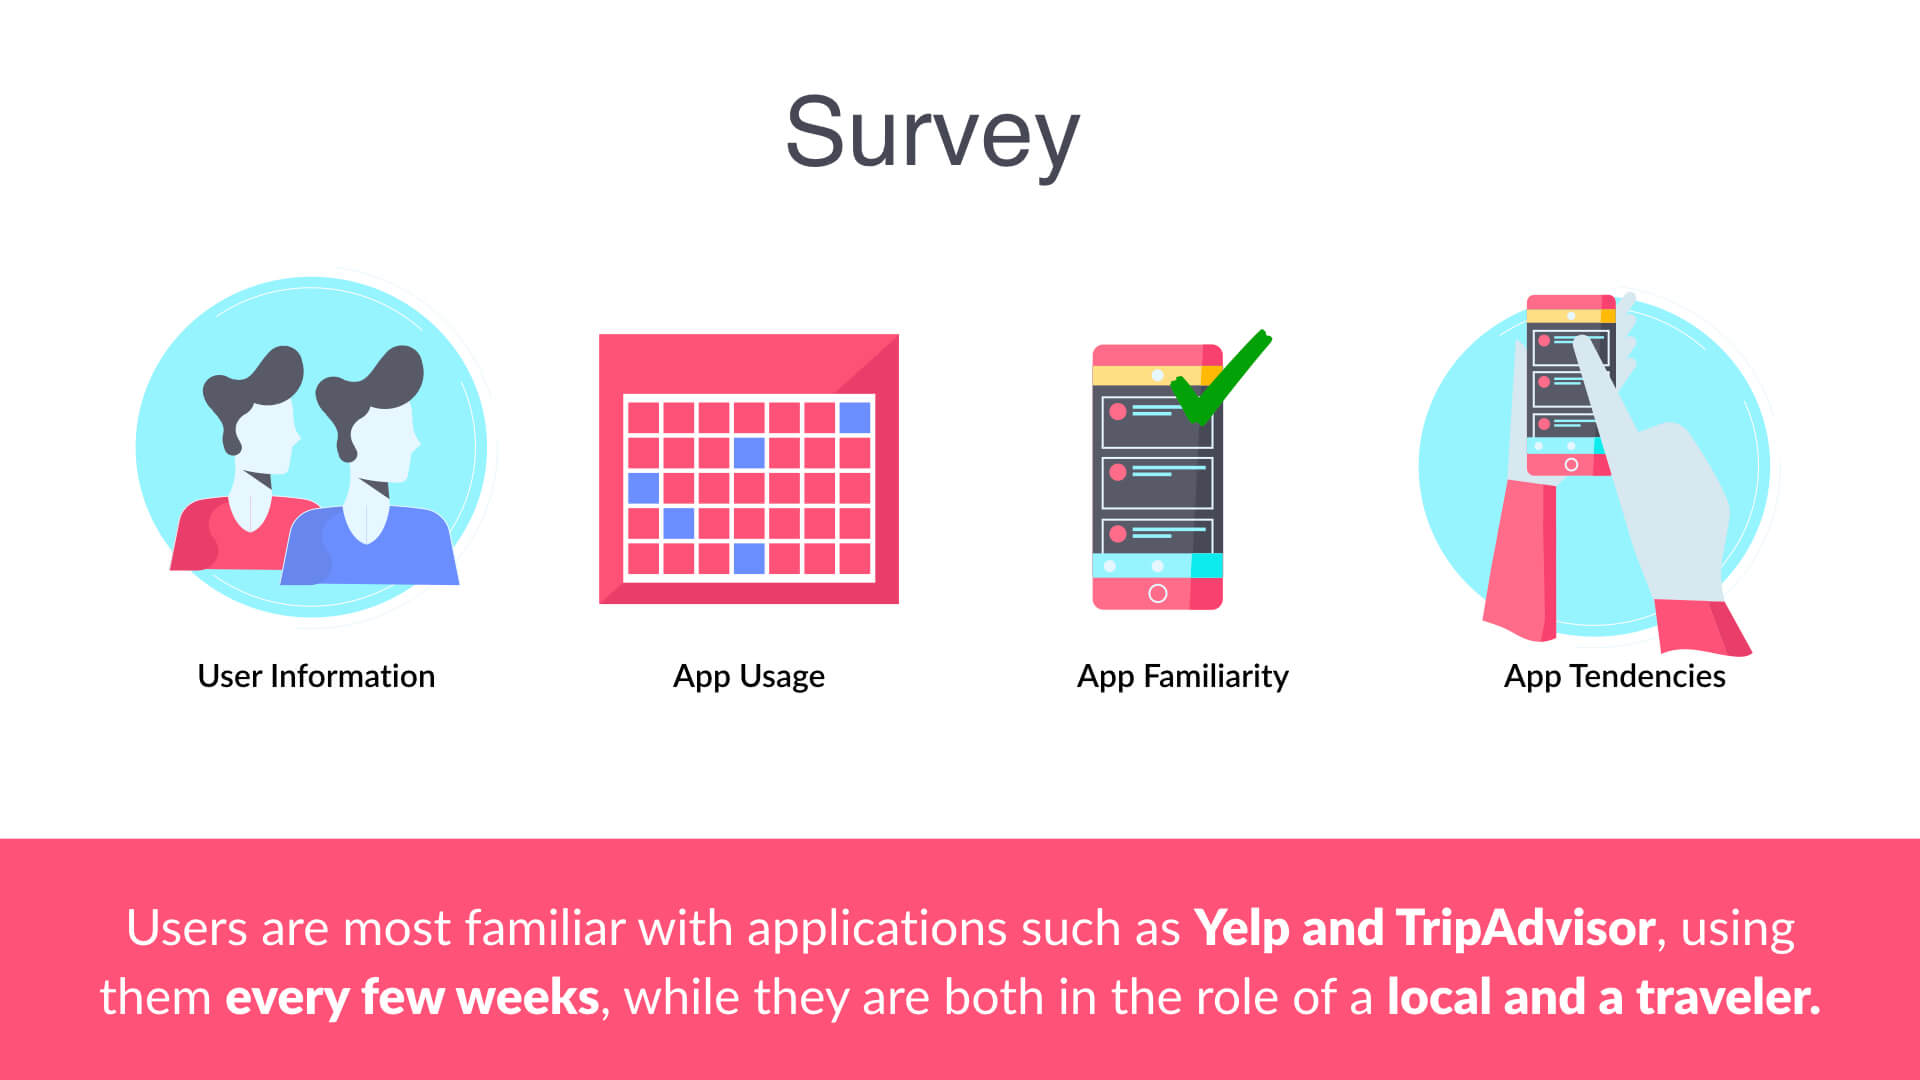 Survey
User Information
App Usage
App Familiarity
App Tendencies
Users are most familiar with applications such as Yelp and TripAdvisor, using
them every few weeks, while they are both in the role of a local and a traveler.